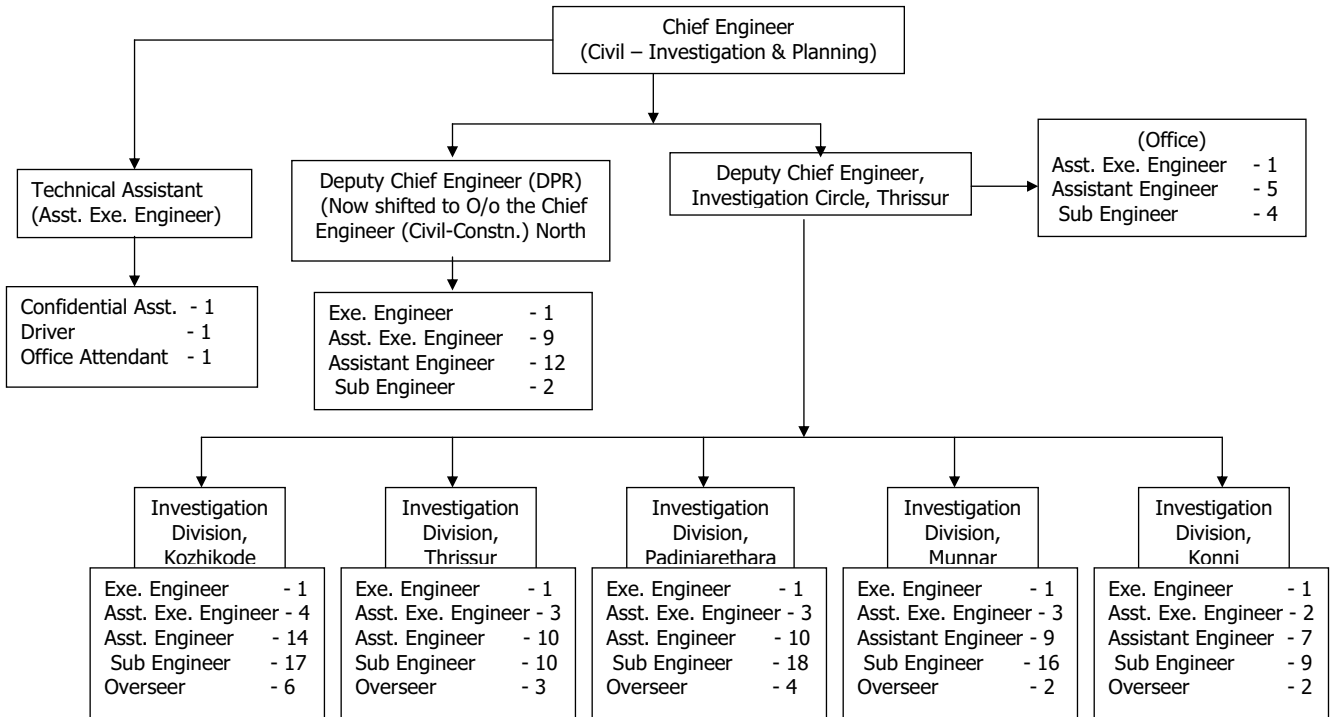 Chief Engineer
(Civil – Investigation & Planning)
Technical Assistant
(Asst. Exe. Engineer)
Confidential Asst. - 1
Driver - 1
Office Attendant - 1
Deputy Chief Engineer (DPR)
(Now shifted to O/o the Chief
Engineer (Civil-Constn.) North
Exe. Engineer - 1
Asst. Exe. Engineer - 9
Assistant Engineer - 12
Sub Engineer - 2
Deputy Chief Engineer,
Investigation Circle, Thrissur
(Office)
Asst. Exe. Engineer - 1
Assistant Engineer - 5
Sub Engineer - 4
Investigation
Division,
Kozhikode
Exe. Engineer - 1
Asst. Exe. Engineer - 4
Asst. Engineer - 14
Sub Engineer - 17
Overseer - 6
Investigation
Division,
Thrissur
Exe. Engineer - 1
Asst. Exe. Engineer - 3
Asst. Engineer - 10
Sub Engineer - 10
Overseer - 3
Investigation
Division,
Padiniarethara
Exe. Engineer - 1
Asst. Exe. Engineer - 3
Asst. Engineer - 10
Sub Engineer - 18
Overseer - 4
Investigation
Division,
Munnar
Exe. Engineer - 1
Asst. Exe. Engineer - 3
Assistant Engineer - 9
Sub Engineer - 16
Overseer - 2
Investigation
Division,
Konni
Exe. Engineer - 1
Asst. Exe. Engineer - 2
Assistant Engineer - 7
Sub Engineer - 9
Overseer - 2